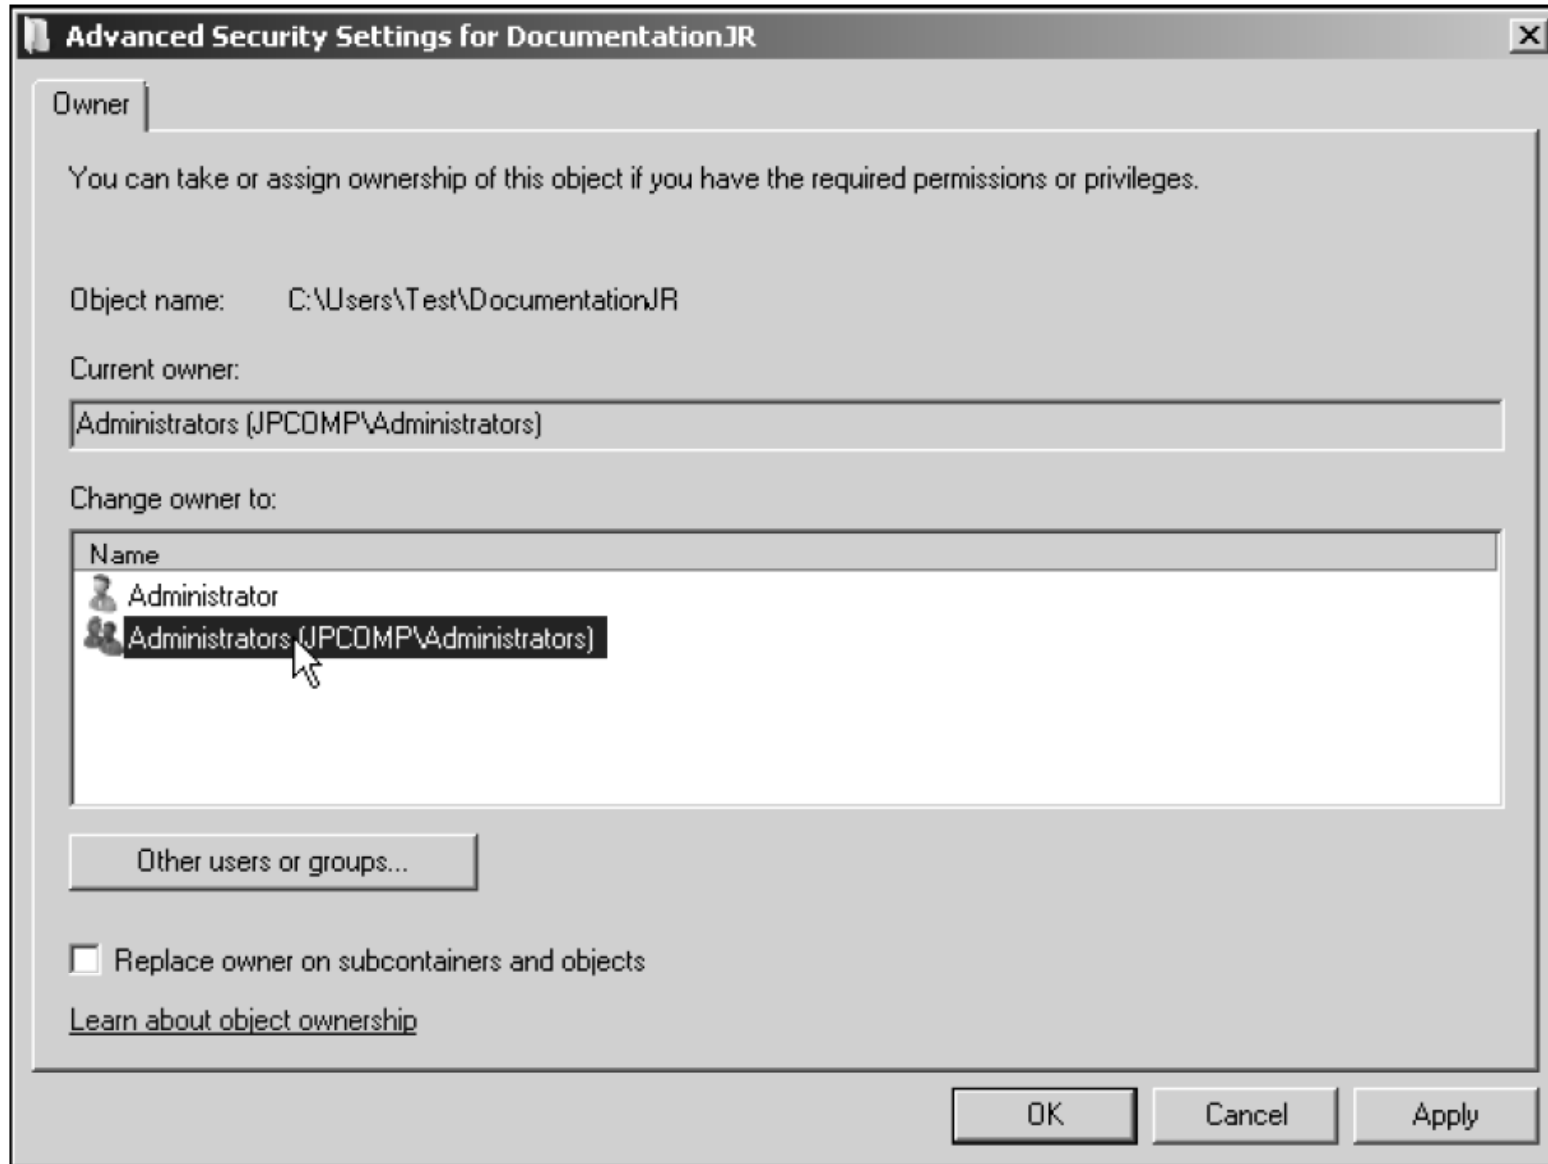 Advanced Security Settings for DocumentationJR
Owner
You can take or assign ownership of this object if you have the required permissions or privileges.
Object name: C:\Users\Test\DocumentationJR
Current owner:
Administrators (JPCOMP\Administrators)
Change owner to:
Name
Administrator
Administrators (JPCOMP\Administrators)
Other users or groups...
Replace owner on subcontainers and objects
Learn about object ownership
OK Cancel Apply